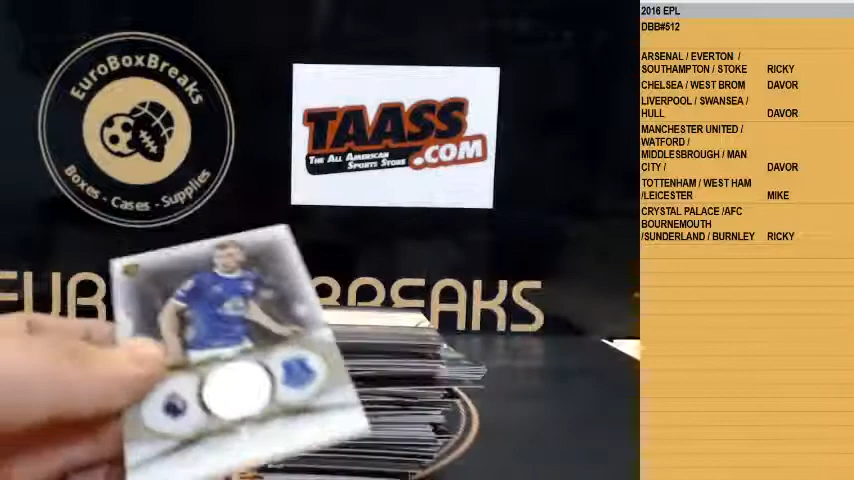 EuroBoxBreaks
Boxes - Cases - Supplies
TAASS
THE ALL AMERICAN
SPORTS STORE
.COM
BREAKS
2016 EPL
DBB#512
ARSENAL / EVERTON /
SOUTHAMPTON / STOKE RICKY
CHELSEA / WEST BROM DAVOR
LIVERPOOL / SWANSEA /
HULL DAVOR
MANCHESTER UNITED /
WATFORD /
MIDDLESBROUGH / MAN
CITY / DAVOR
TOTTENHAM / WEST HAM
/LEICESTER MIKE
CRYSTAL PALACE /AFC
BOURNEMOUTH
/SUNDERLAND / BURNLEY RICKY